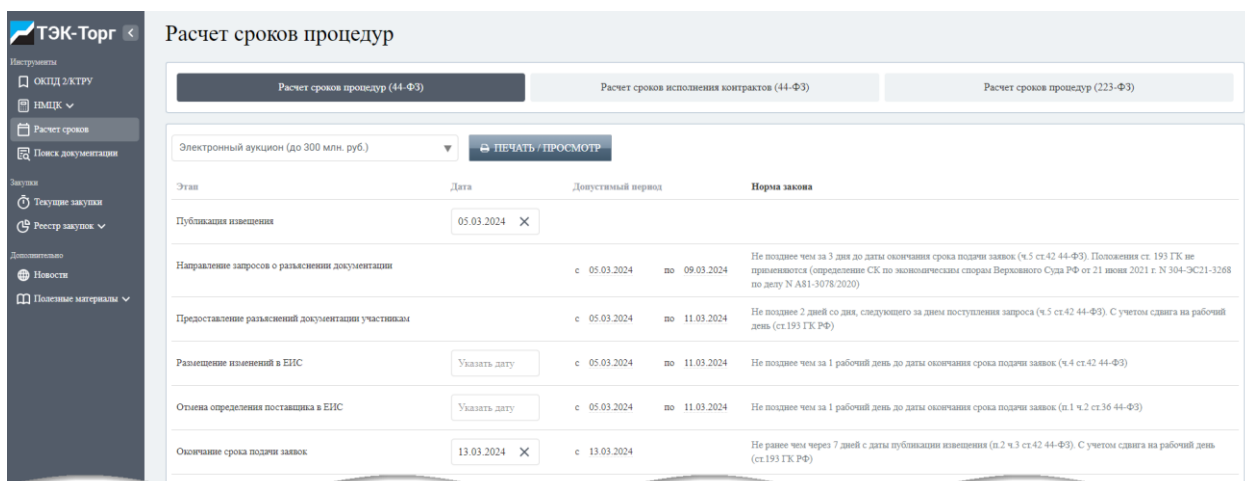 ТЭК-Торг
Инструменты
ОКПД 2/КТРУ
НМЦК
Расчет сроков
Поиск документации
Закупки
Текущие закупки
Реестр закупок
Дополнительно
Новости
Полезные материалы
Расчет сроков процедур
Расчет сроков процедур (44-ФЗ)
Расчет сроков исполнения контрактов (44-ФЗ)
Расчет сроков процедур (223-ФЗ)
Электронный аукцион (до 300 млн. руб.)
ПЕЧАТЬ / ПРОСМОТР
Этап Дата Допустимый период Норма закона
Публикация извещения 05.03.2024
Направление запросов о разъяснении документации с 05.03.2024 по 09.03.2024
Не позднее чем за 3 дня до даты окончания срока подачи заявок (ч.5 ст.42 44-ФЗ). Положения ст. 193 ГК не
применяются (определение СК по экономическим спорам Верховного Суда РФ от 21 июня 2021 г. N 304-ЭС21-3268
по делу N А81-3078/2020)
Предоставление разъяснений документации участникам с 05.03.2024 по 11.03.2024
Не позднее 2 дней со дня, следующего за днем поступления запроса (ч.5 ст.42 44-ФЗ). С учетом сдвига на рабочий
день (ст.193 ГК РФ)
Размещение изменений в ЕИС Указать дату с 05.03.2024 по 11.03.2024 Не позднее чем за 1 рабочий день до даты окончания срока подачи заявок (ч.4 ст.42 44-ФЗ)
Отмена определения поставщика в ЕИС Указать дату с 05.03.2024 по 11.03.2024 Не позднее чем за 1 рабочий день до даты окончания срока подачи заявок (п.1 ч.2 ст.36 44-ФЗ)
Окончание срока подачи заявок 13.03.2024 с 13.03.2024
Не ранее чем через 7 дней с даты публикации извещения (п.2 ч.3 ст.42 44-ФЗ). С учетом сдвига на рабочий день
(ст.193 ГК РФ)